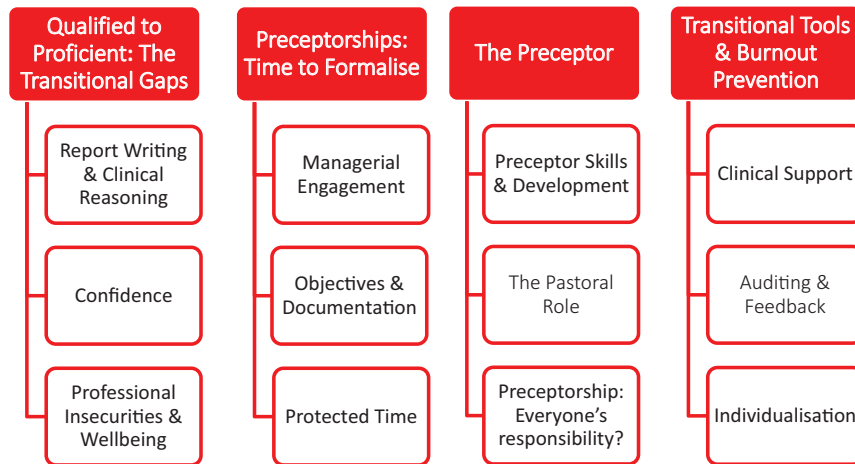 Qualified to
Proficient: The
Transitional Gaps
Report Writing
& Clinical
Reasoning
Confidence
Professional
Insecurities &
Wellbeing
Preceptorships:
Time to Formalise
Managerial
Engagement
Objectives &
Documentation
Protected Time
The Preceptor
Preceptor Skills
& Development
The Pastoral
Role
Preceptorship:
Everyone’s
responsibility?
Transitional Tools
& Burnout
Prevention
Clinical Support
Auditing &
Feedback
Individualisation